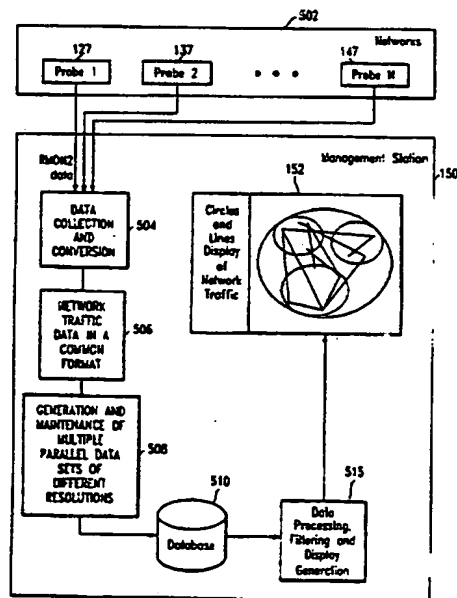 502
Networks
127
137
147
Probe 1
Probe 2
• • •
Probe N
RMON2
data
Management Station
150
152
DATA
COLLECTION
AND
CONVERSION
504
Circles
and
Lines
Display
of
Network
Traffic
NETWORK
TRAFFIC
DATA IN A
COMMON
FORMAT
506
GENERATION AND
MAINTENANCE OF
MULTIPLE
PARALLEL DATA
SETS OF
DIFFERENT
RESOLUTIONS
508
510
Database
515
Data
Processing,
Filtering and
Display
Generation